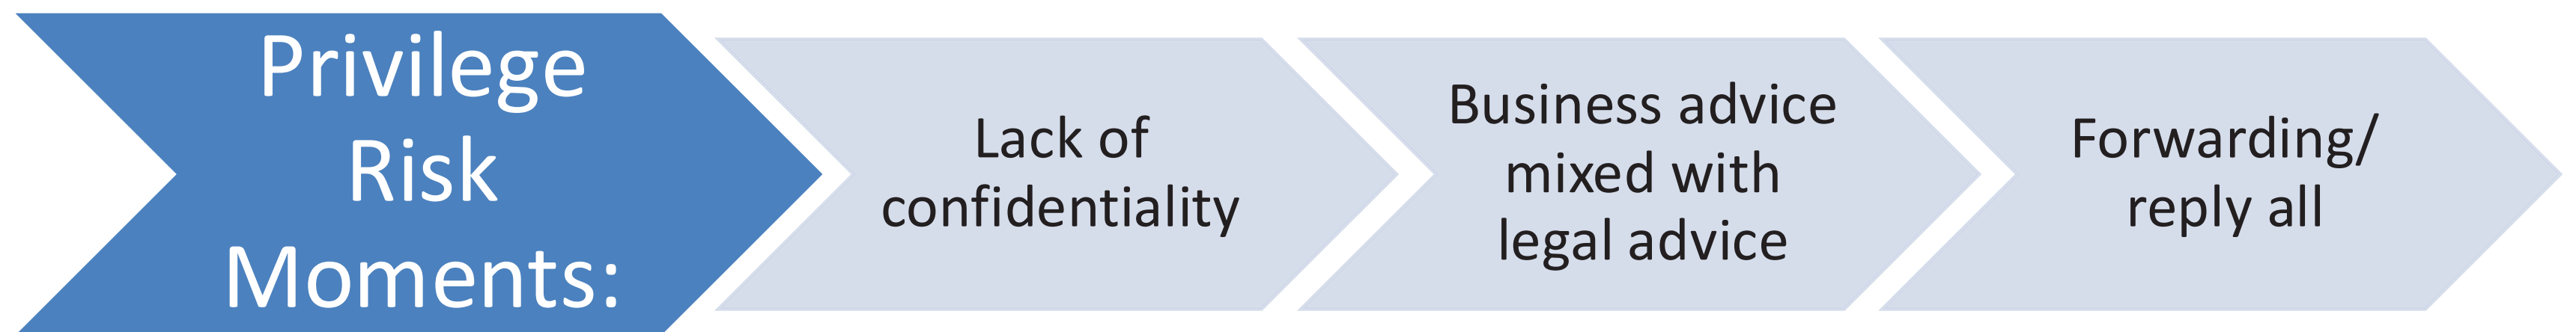 Privilege
Risk
Moments:
Lack of
confidentiality
Business advice
mixed with
legal advice
Forwarding/
reply all